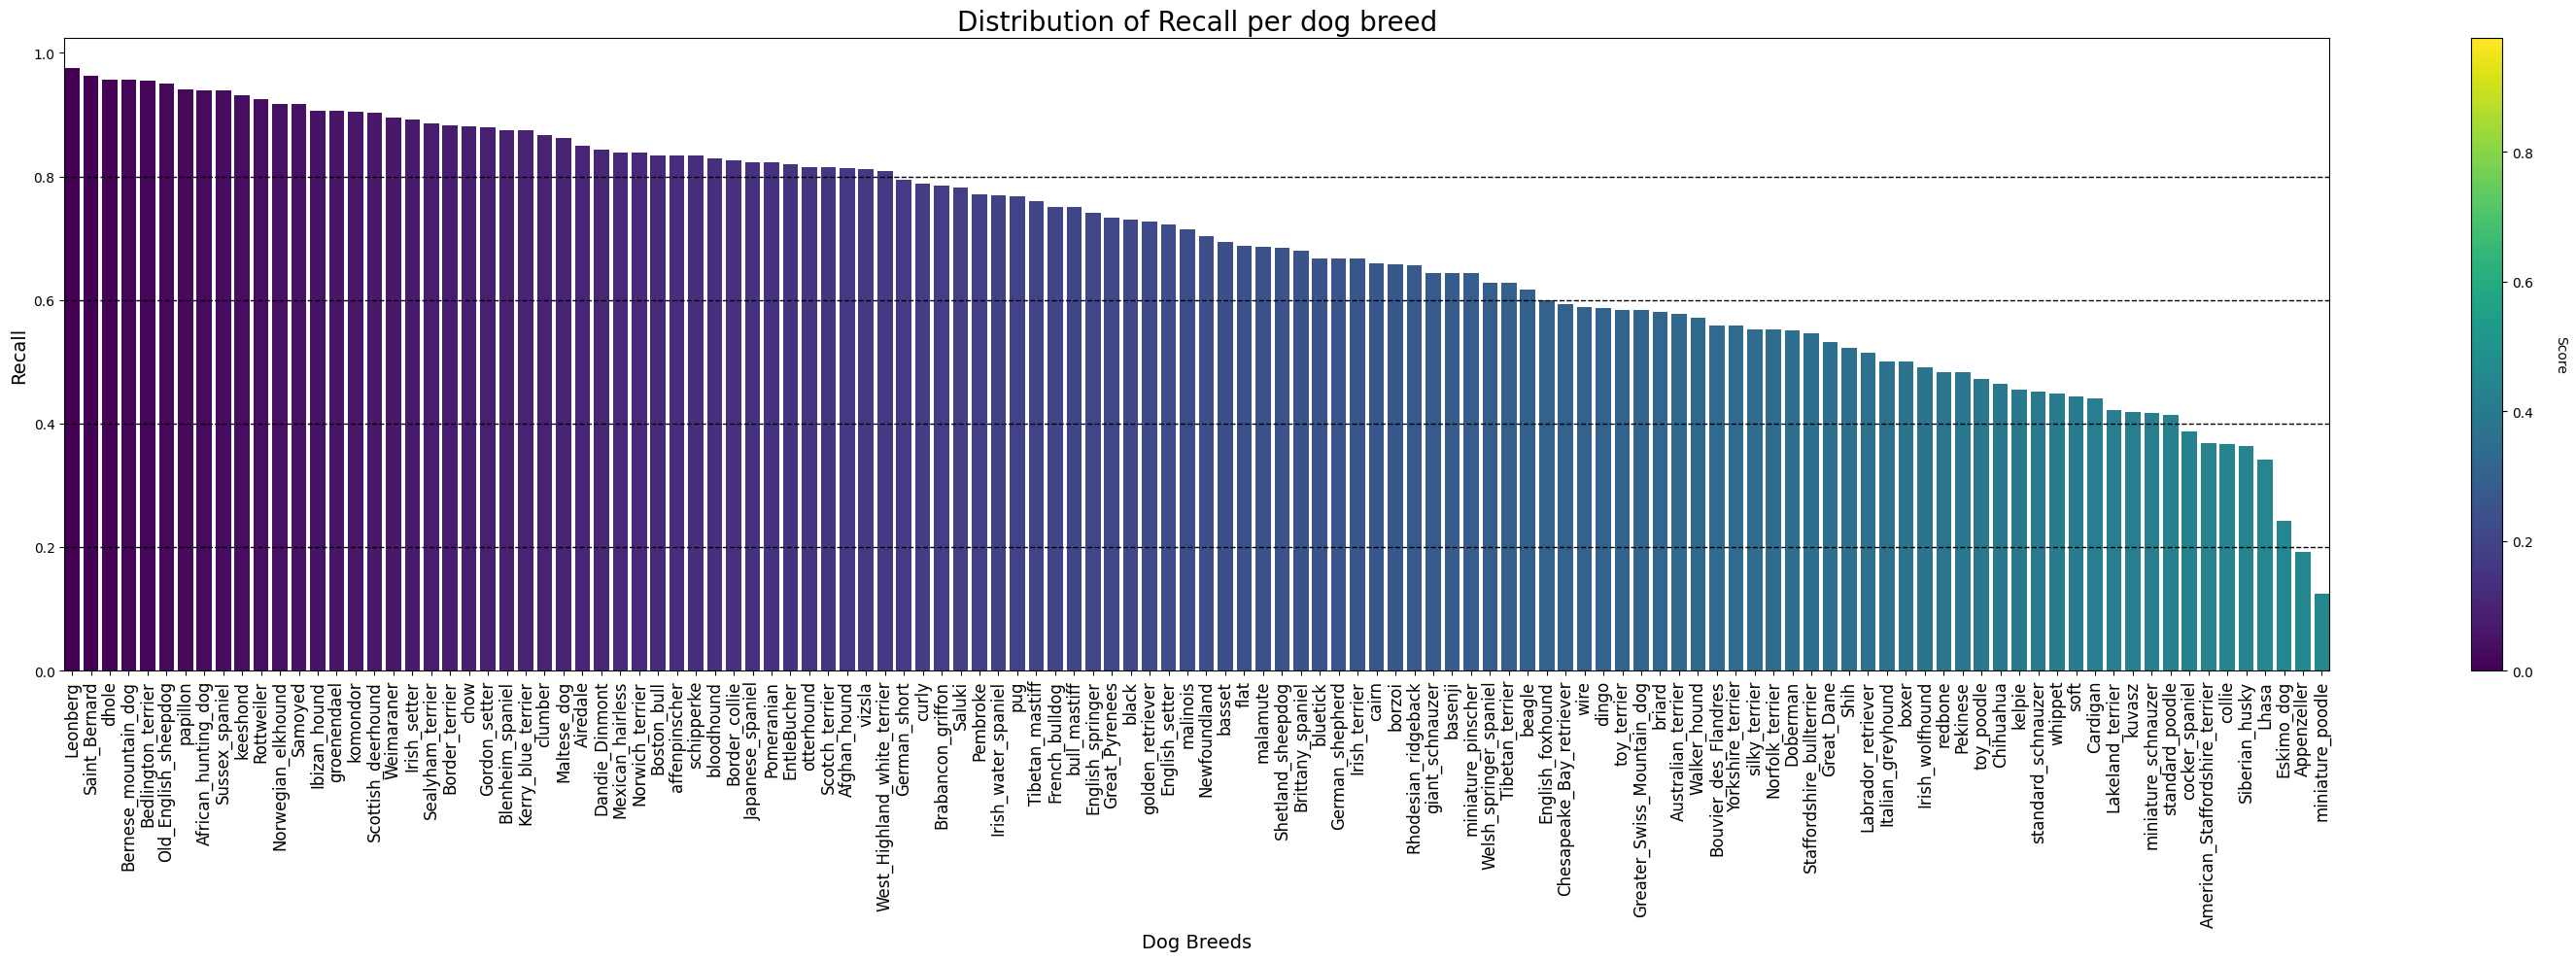 Distribution of Recall per dog breed
1.0
0.8
0.6
0.4
0.2
0.0
Recall
Leonberg
Saint_Bernard
dhole
Bernese_mountain_dog
Bedlington_terrier
Old_English_sheepdog
papillon
African_hunting_dog
Sussex_spaniel
keeshond
Rottweiler
Norwegian_elkhound
Samoyed
Ibizan_hound
groenendael
komondor
Scottish_deerhound
Weimaraner
Irish_setter
Sealyham_terrier
Border_terrier
chow
Gordon_setter
Blenheim_spaniel
Kerry_blue_terrier
clumber
Maltese_dog
Airedale
Dandie_Dinmont
Mexican_hairless
Norwich_terrier
Boston_bull
affenpinscher
schipperke
bloodhound
Border_collie
Japanese_spaniel
Pomeranian
EntleBucher
otterhound
Scotch_terrier
Afghan_hound
vizsla
West_Highland_white_terrier
German_short
curly
Brabancon_griffon
Saluki
Pembroke
Irish_water_spaniel
pug
Tibetan_mastiff
French_bulldog
bull_mastiff
English_springer
Great_Pyrenees
black
golden_retriever
English_setter
malinois
Newfoundland
basset
flat
malamute
Shetland_sheepdog
Brittany_spaniel
bluetick
German_shepherd
Irish_terrier
cairn
borzoi
Rhodesian_ridgeback
giant_schnauzer
basenji
miniature_pinscher
Welsh_springer_spaniel
Tibetan_terrier
beagle
English_foxhound
Chesapeake_Bay_retriever
wire
dingo
toy_terrier
Greater_Swiss_Mountain_dog
briard
Australian_terrier
Walker_hound
Bouvier_des_Flandres
Yorkshire_terrier
silky_terrier
Norfolk_terrier
Doberman
Staffordshire_bullterrier
Great_Dane
Shih
Labrador_retriever
Italian_greyhound
boxer
Irish_wolfhound
redbone
Pekinese
toy_poodle
Chihuahua
kelpie
standard_schnauzer
whippet
soft
Cardigan
Lakeland_terrier
kuvasz
miniature_schnauzer
standard_poodle
cocker_spaniel
American_Staffordshire_terrier
collie
Siberian_husky
Lhasa
Eskimo_dog
Appenzeller
miniature_poodle
Dog Breeds
0.8
0.6
0.4
0.2
0.0
Score